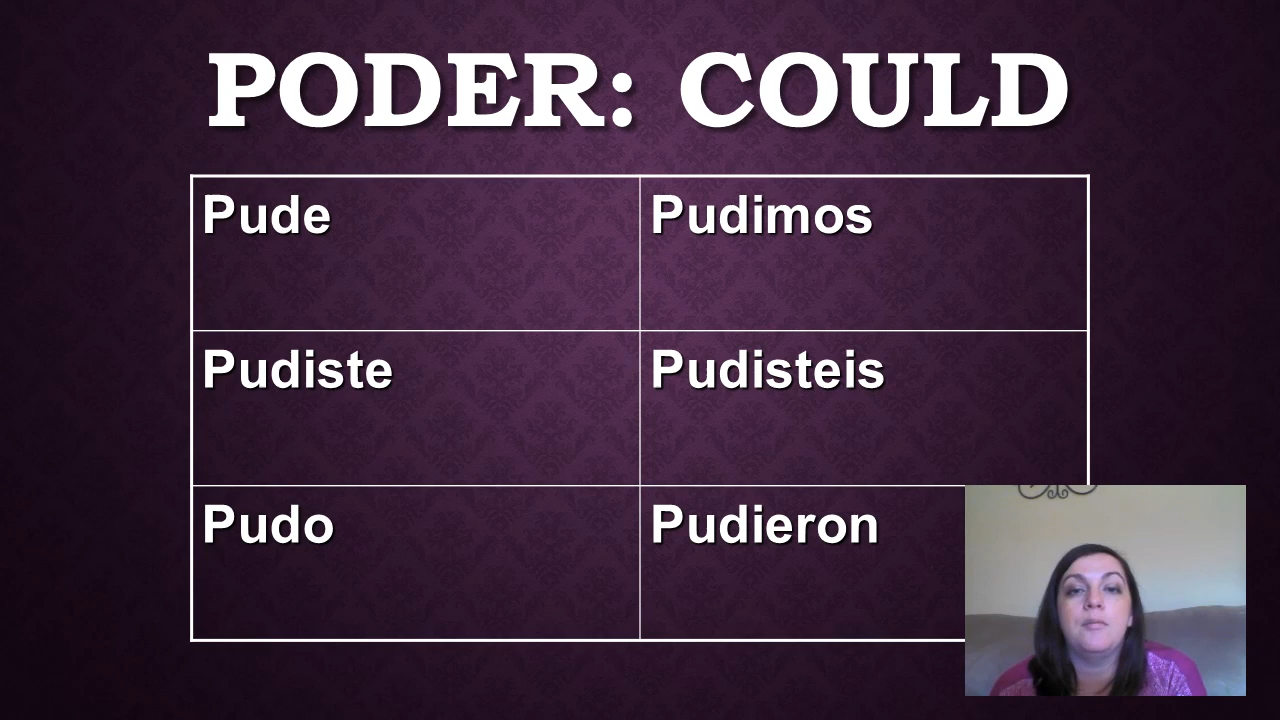 PODER: COULD
Pude
Pudimos
Pudiste
Pudisteis
Pudo
Pudieron